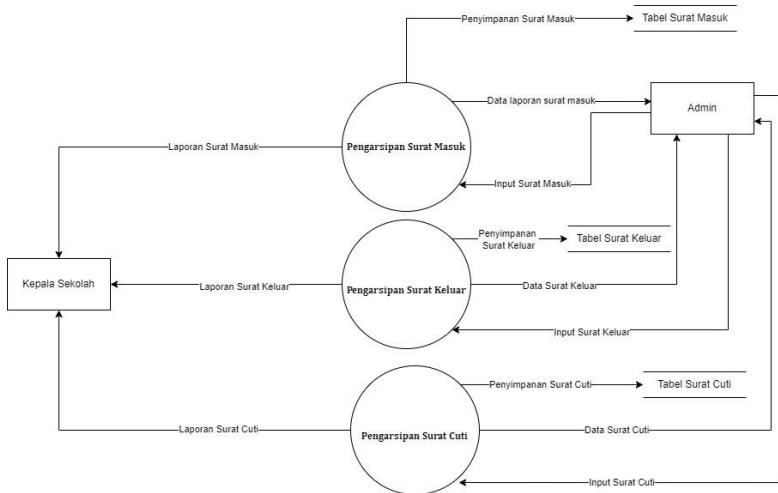 Penyimpanan Surat Masuk
Tabel Surat Masuk
Data laporan surat masuk
Admin
Laporan Surat Masuk
Pengarsipan Surat Masuk
Input Surat Masuk
Penyimpanan
Surat Keluar
Tabel Surat Keluar
Kepala Sekolah
Laporan Surat Keluar
Pengarsipan Surat Keluar
Data Surat Keluar
Input Surat Keluar
Penyimpanan Surat Cuti
Tabel Surat Cuti
Laporan Surat Cuti
Pengarsipan Surat Cuti
Data Surat Cuti
Input Surat Cuti